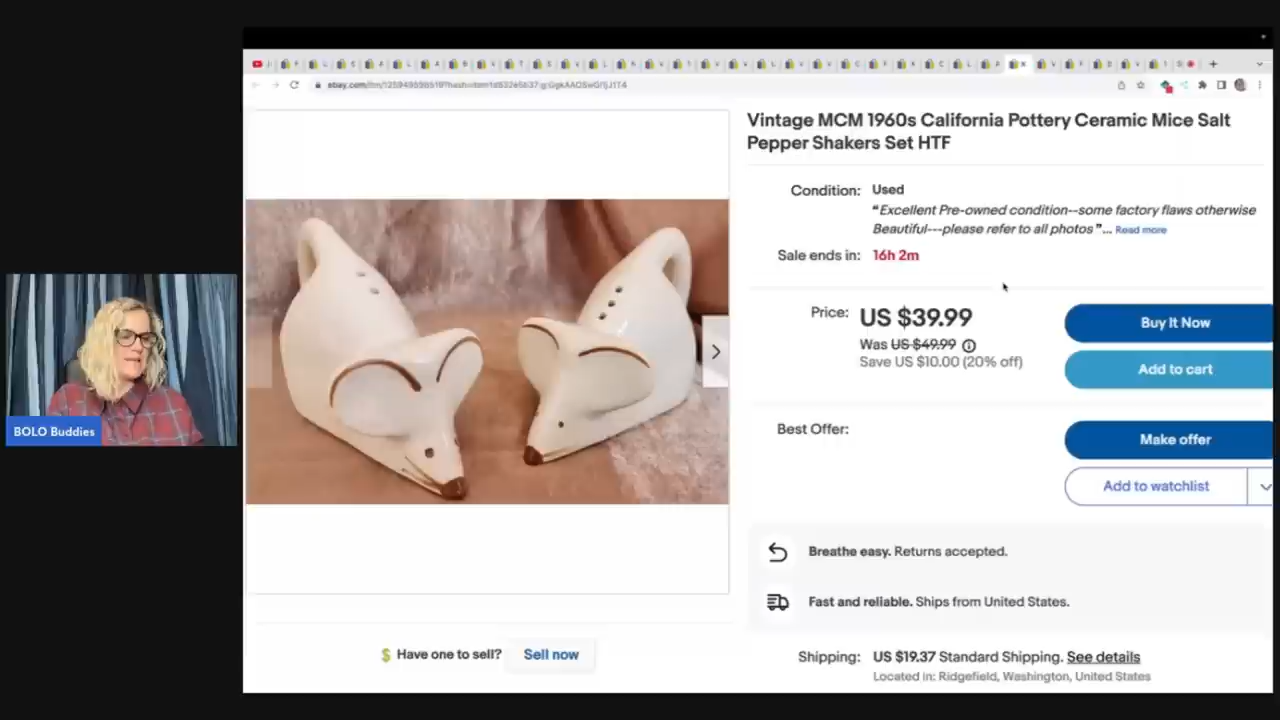 Vintage MCM 1960s California Pottery Ceramic Mice Salt
Pepper Shakers Set HTF
Condition: Used
❝Excellent Pre-owned condition--some factory flaws otherwise
Beautiful---please refer to all photos❞... Read more
Sale ends in: 16h 2m
Price: US $39.99
Buy It Now
Was US $49.99
Save US $10.00 (20% off)
Add to cart
Best Offer:
Make offer
BOLO Buddies
Add to watchlist
Breathe easy. Returns accepted.
Fast and reliable. Ships from United States.
Have one to sell? Sell now
Shipping: US $19.37 Standard Shipping. See details
Located in: Ridgefield, Washington, United States